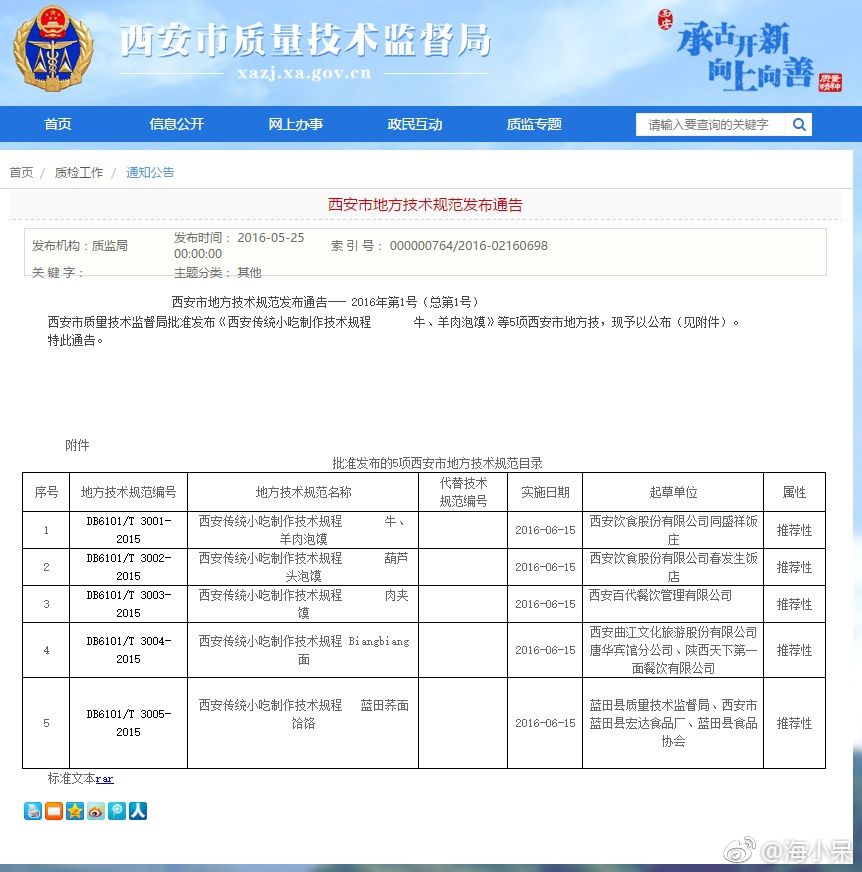 西安市质量技术监督局
xazj.xa.gov.cn
西安
承古开新
向上向善
质量精神
首页 信息公开 网上办事 政民互动 质监专题 请输入要查询的关键字
首页 / 质检工作 / 通知公告
西安市地方技术规范发布通告
发布机构：质监局 发布时间： 2016-05-25 索 引 号： 000000764/2016-02160698
00:00:00
关 键 字： 主题分类： 其他
西安市地方技术规范发布通告—— 2016年第1号（总第1号）
西安市质量技术监督局批准发布《西安传统小吃制作技术规程 牛、羊肉泡馍》等5项西安市地方技，现予以公布（见附件）。
特此通告。
附件
批准发布的5项西安市地方技术规范目录
序号 地方技术规范编号 地方技术规范名称 代替技术 实施日期 起草单位 属性
规范编号
1 DB6101/T 3001- 西安传统小吃制作技术规程 牛、 2016-06-15 西安饮食股份有限公司同盛祥饭 推荐性
2015 羊肉泡馍 庄
2 DB6101/T 3002- 西安传统小吃制作技术规程 葫芦 2016-06-15 西安饮食股份有限公司春发生饭 推荐性
2015 头泡馍 店
3 DB6101/T 3003- 西安传统小吃制作技术规程 肉夹 2016-06-15 西安百代餐饮管理有限公司 推荐性
2015 馍
4 DB6101/T 3004- 西安传统小吃制作技术规程 Biangbiang 2016-06-15 西安曲江文化旅游股份有限公司 推荐性
2015 面 唐华宾馆分公司、陕西天下第一
面餐饮有限公司
5 DB6101/T 3005- 西安传统小吃制作技术规程 蓝田荞面 2016-06-15 蓝田县质量技术监督局、西安市 推荐性
2015 饸饹 蓝田县宏达食品厂、蓝田县食品
协会
标准文本rar
@海小呆